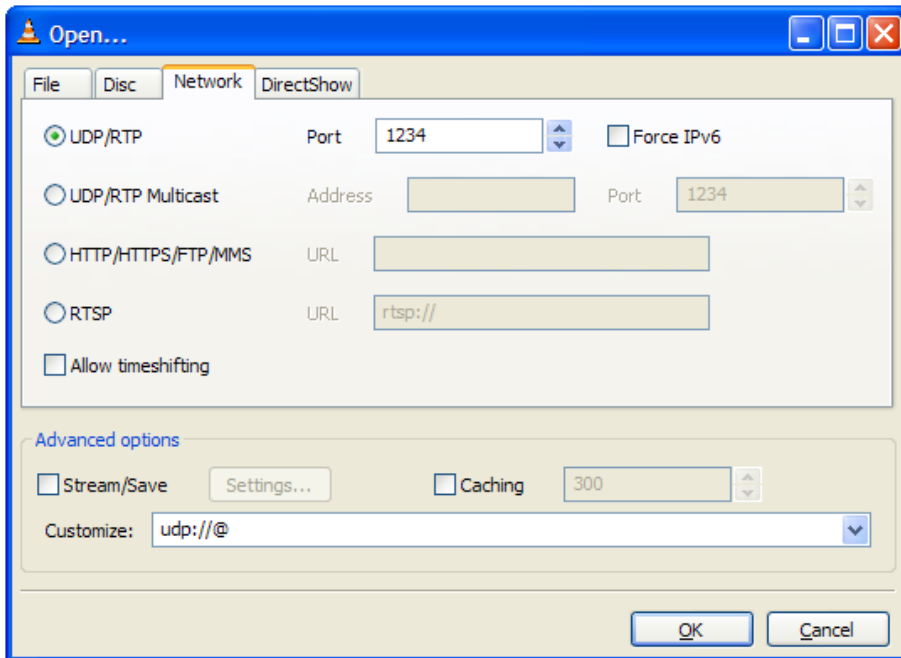 Open...
File Disc Network DirectShow
UDP/RTP Port 1234 Force IPv6
UDP/RTP Multicast Address Port 1234
HTTP/HTTPS/FTP/MMS URL
RTSP URL rtsp://
Allow timeshifting
Advanced options
Stream/Save Settings... Caching 300
Customize: udp://@
OK Cancel